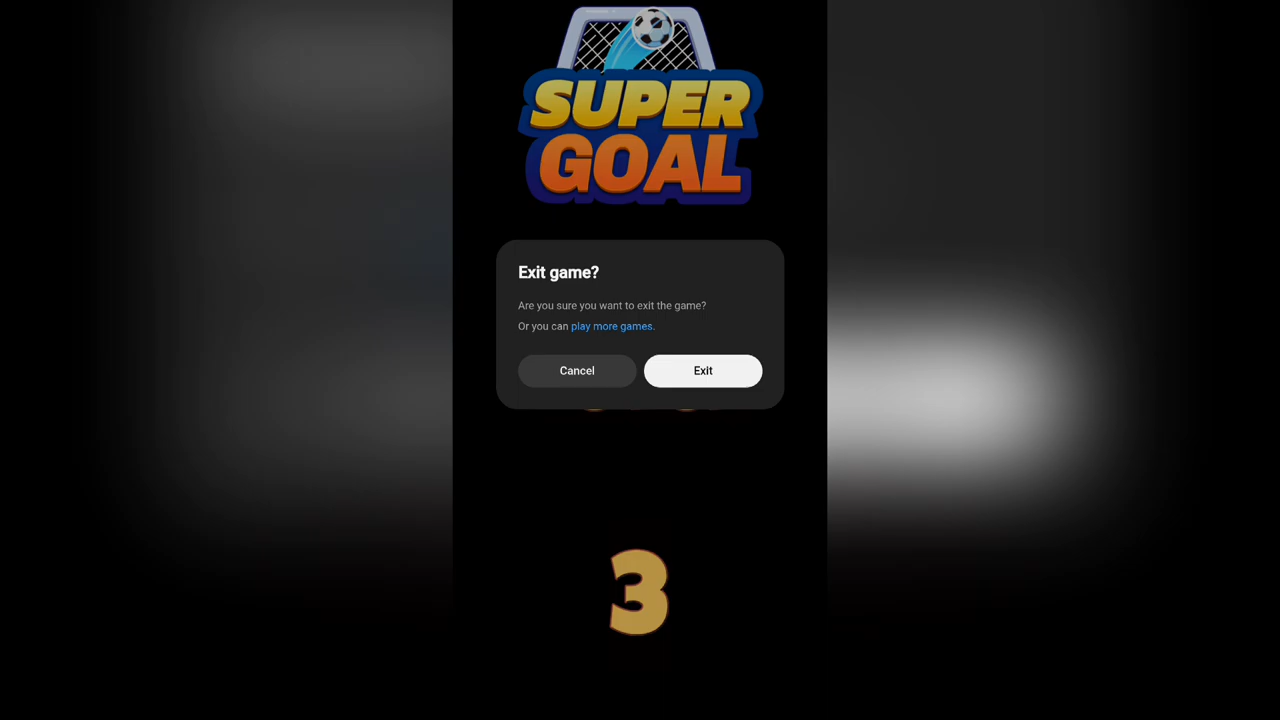 SUPER
GOAL
Exit game?
Are you sure you want to exit the game?
Or you can play more games.
Cancel
Exit
3